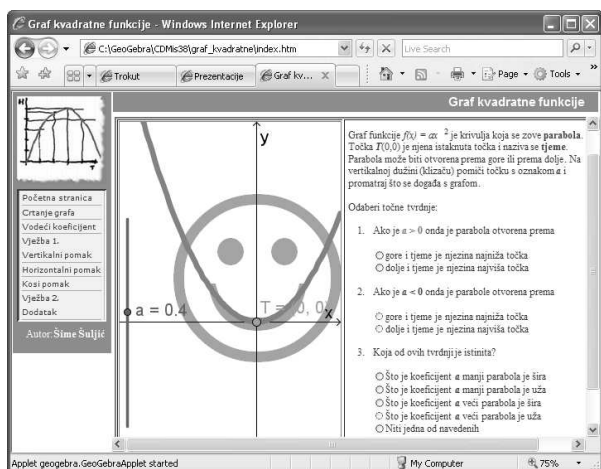 Graf kvadratne funkcije - Windows Internet Explorer
C:\GeoGebra\CDMis38\graf_kvadratne\index.htm
Live Search
Trokut
Prezentacije
Graf kv...
Page
Tools
Graf kvadratne funkcije
Početna stranica
Crtanje grafa
Vodeći koeficijent
Vježba 1.
Vertikalni pomak
Horizontalni pomak
Kosi pomak
Vježba 2.
Dodatak
Autor: Šime Šuljić
y
x
a = 0.4
T = (0, 0)
Graf funkcije f(x) = ax 2 je krivulja koja se zove parabola.
Točka T(0,0) je njena istaknuta točka i naziva se tjeme.
Parabola može biti otvorena prema gore ili prema dolje. Na
vertikalnoj dužini (klizaču) pomiči točku s oznakom a i
promatraj što se događa s grafom.
Odaberi točne tvrdnje:
1. Ako je a > 0 onda je parabola otvorena prema
gore i tjeme je njezina najniža točka
dolje i tjeme je njezina najviša točka
2. Ako je a < 0 onda je parabole otvorena prema
gore i tjeme je njezina najniža točka
dolje i tjeme je njezina najviša točka
3. Koja od ovih tvrdnji je istinita?
Što je koeficijent a manji parabola je šira
Što je koeficijent a manji parabola je uža
Što je koeficijent a veći parabola je šira
Što je koeficijent a veći parabola je uža
Niti jedna od navedenih
Applet geogebra.GeoGebraApplet started
My Computer
75%